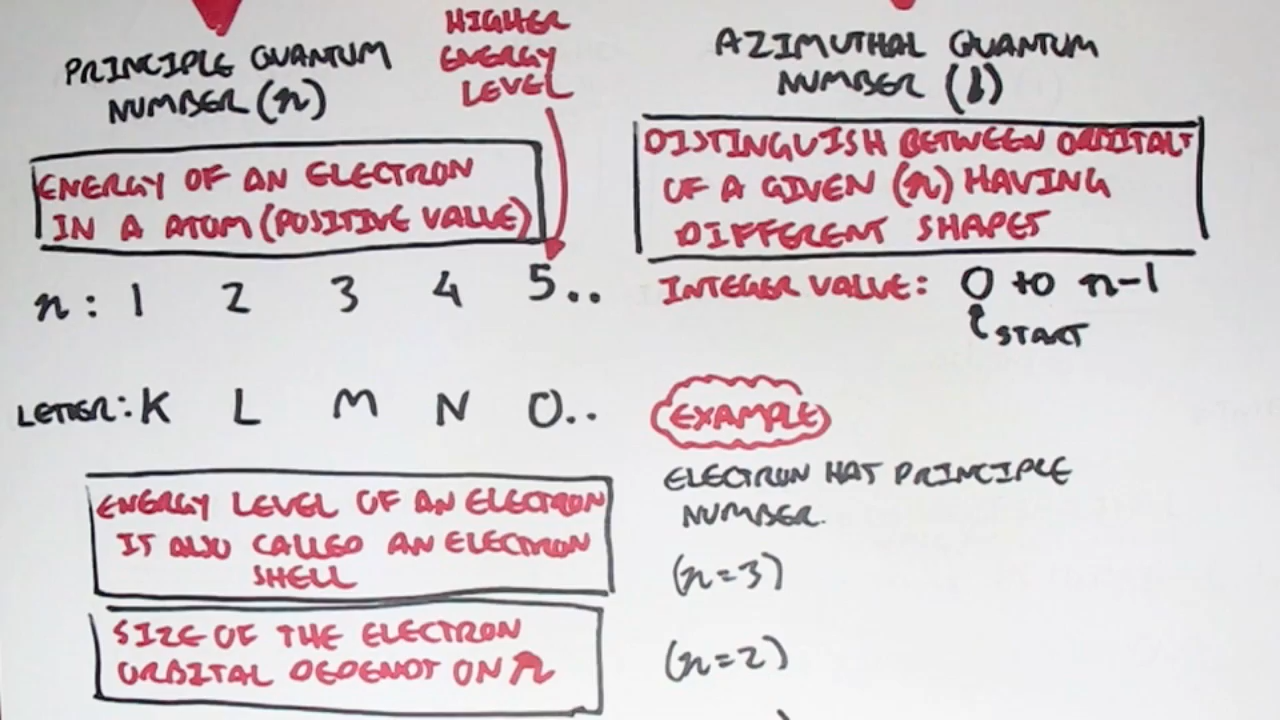 PRINCIPLE QUANTUM
NUMBER (n)
HIGHER
ENERGY
LEVEL
ENERGY OF AN ELECTRON
IN A ATOM (POSITIVE VALUE)
n : 1 2 3 4 5..
LETTER: K L M N O..
ENERGY LEVEL OF AN ELECTRON
IS ALSO CALLED AN ELECTRON
SHELL
SIZE OF THE ELECTRON
ORBITAL DEPENDS ON n
AZIMUTHAL QUANTUM
NUMBER (l)
DISTINGUISH BETWEEN ORBITALS
OF A GIVEN (n) HAVING
DIFFERENT SHAPES
INTEGER VALUE: 0 to n-1
START
EXAMPLE
ELECTRON HAS PRINCIPLE
NUMBER.
(n=3)
(n=2)